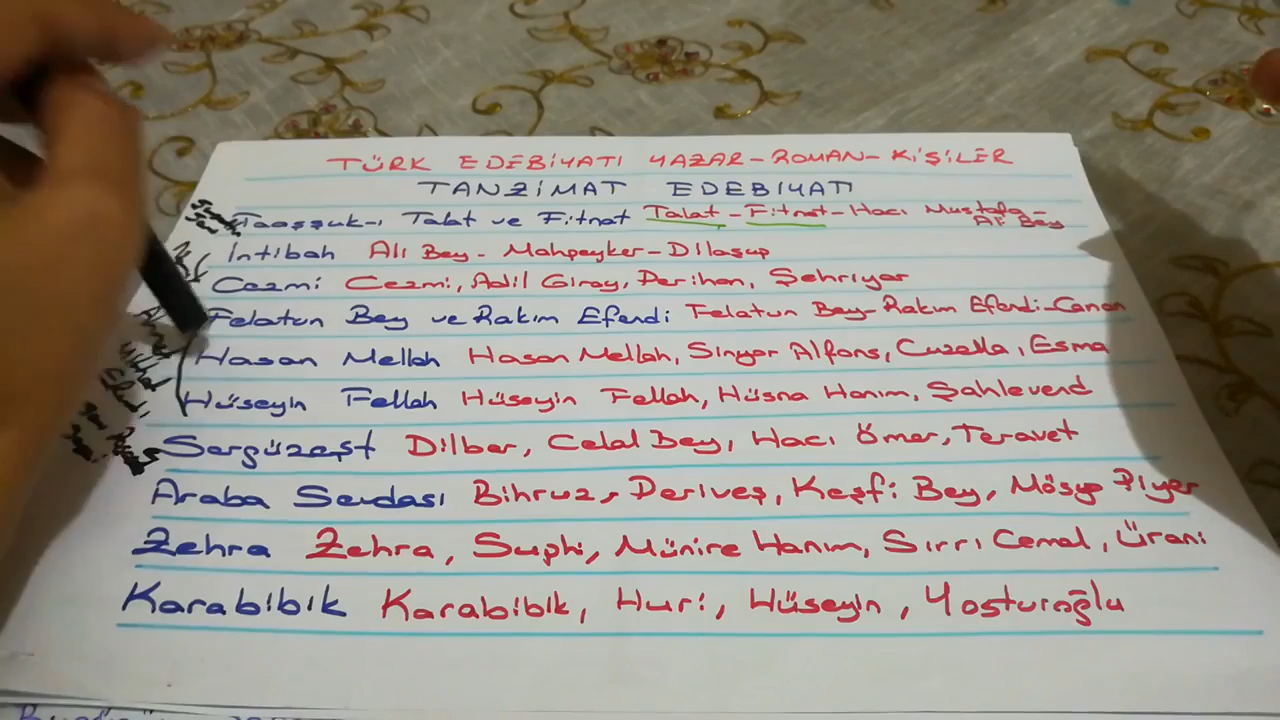 TÜRK EDEBİYATI YAZAR-ROMAN-KİŞİLER
TANZİMAT EDEBİYATI
Taaşşuk-ı Talat ve Fitnat Talat-Fitnat-Hacı Mustafa-Ali Bey
İntibah Ali Bey-Mahpeyker-Dilaşup
Cezmi Cezmi, Adil Giray, Perihan, Şehriyar
Felatun Bey ve Rakım Efendi Felatun Bey-Rakım Efendi-Canan
Hasan Mellah Hasan Mellah, Sinyor Alfons, Cuzella, Esma
Hüseyin Fellah Hüseyin Fellah, Hüsna Hanım, Şahlevend
Sergüzeşt Dilber, Celal Bey, Hacı Ömer, Teravet
Araba Sevdası Bihruz, Periveş, Keşfi Bey, Mösyo Piyer
Zehra Zehra, Suphi, Münire Hanım, Sırrı Cemal, Ürani
Karabibik Karabibik, Huri, Hüseyin, Yosturoğlu